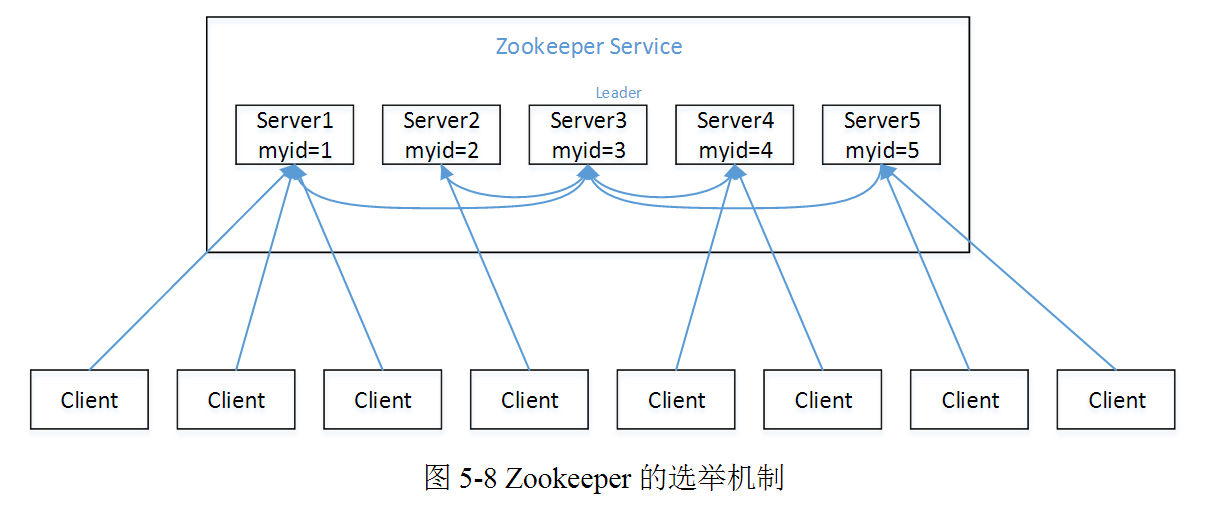 Zookeeper Service
Leader
Server1
myid=1
Server2
myid=2
Server3
myid=3
Server4
myid=4
Server5
myid=5
Client
Client
Client
Client
Client
Client
Client
Client
图 5-8 Zookeeper 的选举机制